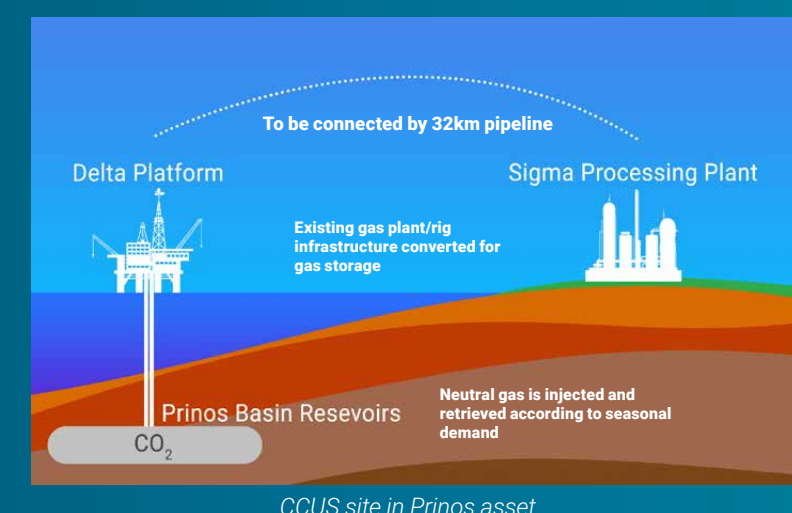 To be connected by 32km pipeline
Delta Platform
Sigma Processing Plant
Existing gas plant/rig
infrastructure converted for
gas storage
Prinos Basin Resevoirs
CO₂
Neutral gas is injected and
retrieved according to seasonal
demand
CCUS site in Prinos asset